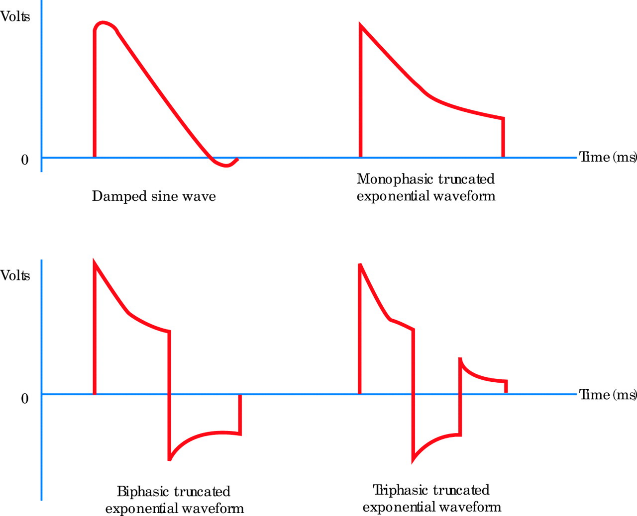 Volts
0
Time (ms)
Damped sine wave
Monophasic truncated
exponential waveform
Volts
0
Time (ms)
Biphasic truncated
exponential waveform
Triphasic truncated
exponential waveform